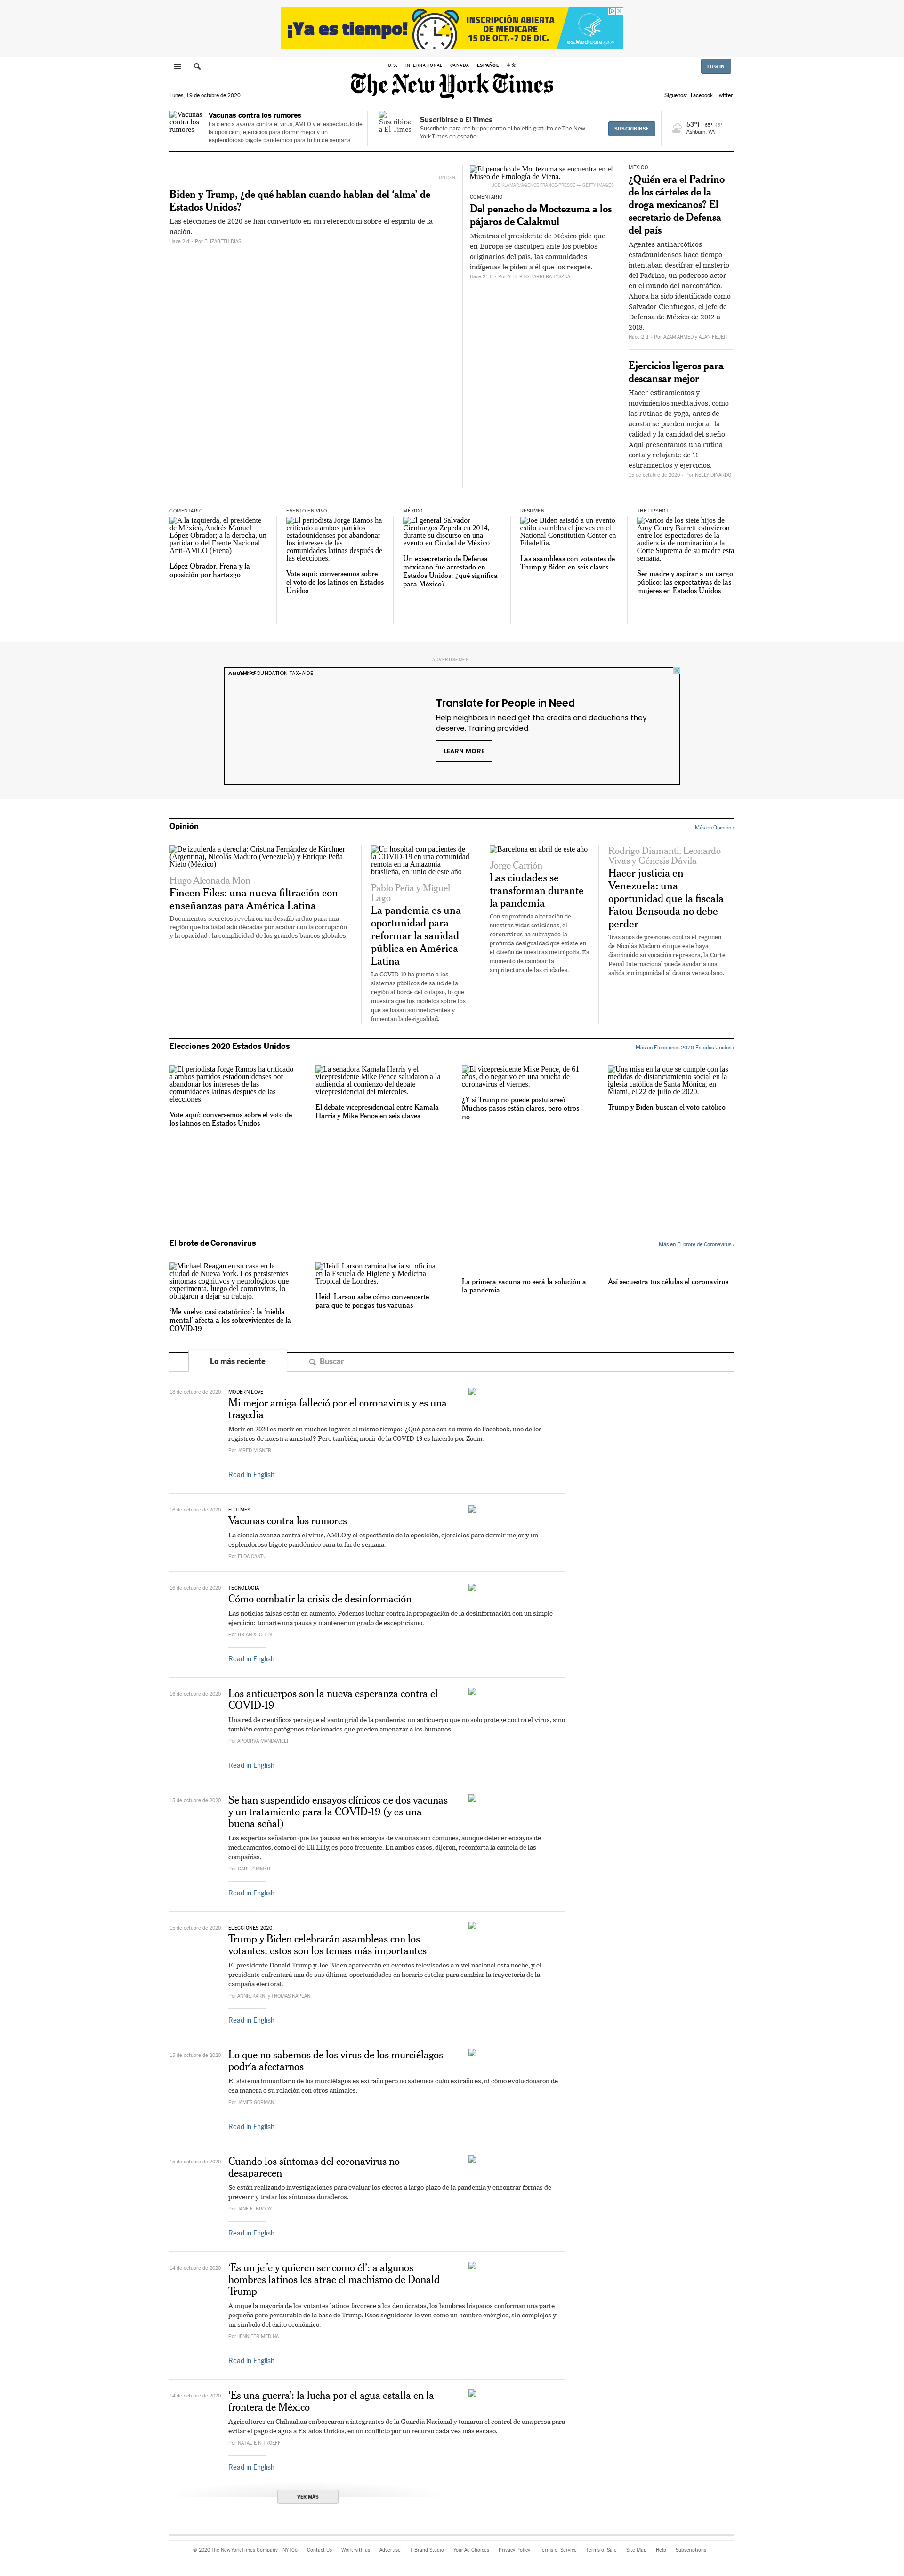 ¡Ya es tiempo!
INSCRIPCIÓN ABIERTA
15 DE OCT.-7 DE DIC.
es.Medicare.gov
U.S.
INTERNATIONAL
CANADA
ESPAÑOL
中文
LOG IN
The New York Times
Lunes, 19 de octubre de 2020
Síguenos:
Facebook
Twitter
Vacunas contra los rumores
Vacunas contra los rumores
La ciencia avanza contra el virus, AMLO y el espectáculo de
la oposición, ejercicios para dormir mejor y un
esplendoroso bigote pandémico para tu fin de semana.
Suscribirse a El Times
Suscribirse a El Times
Suscríbete para recibir por correo el boletín gratuito de The New
York Times en español.
SUSCRIBIRSE
53°F 65° 45°
Ashburn, VA
JUN CEN
Biden y Trump, ¿de qué hablan cuando hablan del ‘alma’ de
Estados Unidos?
Las elecciones de 2020 se han convertido en un referéndum sobre el espíritu de la
nación.
Hace 2 d - Por ELIZABETH DIAS
El penacho de Moctezuma se encuentra en el
Museo de Etnología de Viena.
JOE KLAMAR/AGENCE FRANCE-PRESSE — GETTY IMAGES
COMENTARIO
Del penacho de Moctezuma a los
pájaros de Calakmul
Mientras el presidente de México pide que
en Europa se disculpen ante los pueblos
originarios del país, las comunidades
indígenas le piden a él que los respete.
Hace 21 h - Por ALBERTO BARRERA TYSZKA
MÉXICO
¿Quién era el Padrino
de los cárteles de la
droga mexicanos? El
secretario de Defensa
del país
Agentes antinarcóticos
estadounidenses hace tiempo
intentaban descifrar el misterio
del Padrino, un poderoso actor
en el mundo del narcotráfico.
Ahora ha sido identificado como
Salvador Cienfuegos, el jefe de
Defensa de México de 2012 a
2018.
Hace 2 d - Por AZAM AHMED y ALAN FEUER
Ejercicios ligeros para
descansar mejor
Hacer estiramientos y
movimientos meditativos, como
las rutinas de yoga, antes de
acostarse pueden mejorar la
calidad y la cantidad del sueño.
Aquí presentamos una rutina
corta y relajante de 11
estiramientos y ejercicios.
15 de octubre de 2020 - Por KELLY DINARDO
COMENTARIO
A la izquierda, el presidente
de México, Andrés Manuel
López Obrador; a la derecha, un
partidario del Frente Nacional
Anti-AMLO (Frena)
López Obrador, Frena y la
oposición por hartazgo
EVENTO EN VIVO
El periodista Jorge Ramos ha
criticado a ambos partidos
estadounidenses por abandonar
los intereses de las
comunidades latinas después de
las elecciones.
Vote aquí: conversemos sobre
el voto de los latinos en Estados
Unidos
MÉXICO
El general Salvador
Cienfuegos Zepeda en 2014,
durante su discurso en una
evento en Ciudad de México
Un exsecretario de Defensa
mexicano fue arrestado en
Estados Unidos: ¿qué significa
para México?
RESUMEN
Joe Biden asistió a un evento
estilo asamblea el jueves en el
National Constitution Center en
Filadelfia.
Las asambleas con votantes de
Trump y Biden en seis claves
THE UPSHOT
Varios de los siete hijos de
Amy Coney Barrett estuvieron
entre los espectadores de la
audiencia de nominación a la
Corte Suprema de su madre esta
semana.
Ser madre y aspirar a un cargo
público: las expectativas de las
mujeres en Estados Unidos
ADVERTISEMENT
FOUNDATION TAX-AIDE
Translate for People in Need
Help neighbors in need get the credits and deductions they
deserve. Training provided.
LEARN MORE
Opinión
Más en Opinión ›
De izquierda a derecha: Cristina Fernández de Kirchner
(Argentina), Nicolás Maduro (Venezuela) y Enrique Peña
Nieto (México)
Hugo Alconada Mon
Fincen Files: una nueva filtración con
enseñanzas para América Latina
Documentos secretos revelaron un desafío arduo para una
región que ha batallado décadas por acabar con la corrupción
y la opacidad: la complicidad de los grandes bancos globales.
Un hospital con pacientes de
la COVID-19 en una comunidad
remota en la Amazonía
brasileña, en junio de este año
Pablo Peña y Miguel
Lago
La pandemia es una
oportunidad para
reformar la sanidad
pública en América
Latina
La COVID-19 ha puesto a los
sistemas públicos de salud de la
región al borde del colapso, lo que
muestra que los modelos sobre los
que se basan son ineficientes y
fomentan la desigualdad.
Barcelona en abril de este año
Jorge Carrión
Las ciudades se
transforman durante
la pandemia
Con su profunda alteración de
nuestras vidas cotidianas, el
coronavirus ha subrayado la
profunda desigualdad que existe en
el diseño de nuestras metrópolis. Es
momento de cambiar la
arquitectura de las ciudades.
Rodrigo Diamanti, Leonardo
Vivas y Génesis Dávila
Hacer justicia en
Venezuela: una
oportunidad que la fiscala
Fatou Bensouda no debe
perder
Tras años de presiones contra el régimen
de Nicolás Maduro sin que este haya
disminuido su vocación represora, la Corte
Penal Internacional puede ayudar a una
salida sin impunidad al drama venezolano.
Elecciones 2020 Estados Unidos
Más en Elecciones 2020 Estados Unidos ›
El periodista Jorge Ramos ha criticado
a ambos partidos estadounidenses por
abandonar los intereses de las
comunidades latinas después de las
elecciones.
Vote aquí: conversemos sobre el voto de
los latinos en Estados Unidos
La senadora Kamala Harris y el
vicepresidente Mike Pence saludaron a la
audiencia al comienzo del debate
vicepresidencial del miércoles.
El debate vicepresidencial entre Kamala
Harris y Mike Pence en seis claves
El vicepresidente Mike Pence, de 61
años, dio negativo en una prueba de
coronavirus el viernes.
¿Y si Trump no puede postularse?
Muchos pasos están claros, pero otros
no
Una misa en la que se cumple con las
medidas de distanciamiento social en la
iglesia católica de Santa Mónica, en
Miami, el 22 de julio de 2020.
Trump y Biden buscan el voto católico
El brote de Coronavirus
Más en El brote de Coronavirus ›
Michael Reagan en su casa en la
ciudad de Nueva York. Los persistentes
síntomas cognitivos y neurológicos que
experimenta, luego del coronavirus, lo
obligaron a dejar su trabajo.
‘Me vuelvo casi catatónico’: la ‘niebla
mental’ afecta a los sobrevivientes de la
COVID-19
Heidi Larson camina hacia su oficina
en la Escuela de Higiene y Medicina
Tropical de Londres.
Heidi Larson sabe cómo convencerte
para que te pongas tus vacunas
La primera vacuna no será la solución a
la pandemia
Así secuestra tus células el coronavirus
Lo más reciente
Buscar
18 de octubre de 2020
MODERN LOVE
Mi mejor amiga falleció por el coronavirus y es una
tragedia
Morir en 2020 es morir en muchos lugares al mismo tiempo: ¿Qué pasa con su muro de Facebook, uno de los
registros de nuestra amistad? Pero también, morir de la COVID-19 es hacerlo por Zoom.
Por JARED MISNER
Read in English
16 de octubre de 2020
EL TIMES
Vacunas contra los rumores
La ciencia avanza contra el virus, AMLO y el espectáculo de la oposición, ejercicios para dormir mejor y un
esplendoroso bigote pandémico para tu fin de semana.
Por ELDA CANTÚ
16 de octubre de 2020
TECNOLOGÍA
Cómo combatir la crisis de desinformación
Las noticias falsas están en aumento. Podemos luchar contra la propagación de la desinformación con un simple
ejercicio: tomarte una pausa y mantener un grado de escepticismo.
Por BRIAN X. CHEN
Read in English
16 de octubre de 2020
Los anticuerpos son la nueva esperanza contra el
COVID-19
Una red de científicos persigue el santo grial de la pandemia: un anticuerpo que no solo protege contra el virus, sino
también contra patógenos relacionados que pueden amenazar a los humanos.
Por APOORVA MANDAVILLI
Read in English
15 de octubre de 2020
Se han suspendido ensayos clínicos de dos vacunas
y un tratamiento para la COVID-19 (y es una
buena señal)
Los expertos señalaron que las pausas en los ensayos de vacunas son comunes, aunque detener ensayos de
medicamentos, como el de Eli Lilly, es poco frecuente. En ambos casos, dijeron, reconforta la cautela de las
compañías.
Por CARL ZIMMER
Read in English
15 de octubre de 2020
ELECCIONES 2020
Trump y Biden celebrarán asambleas con los
votantes: estos son los temas más importantes
El presidente Donald Trump y Joe Biden aparecerán en eventos televisados a nivel nacional esta noche, y el
presidente enfrentará una de sus últimas oportunidades en horario estelar para cambiar la trayectoria de la
campaña electoral.
Por ANNIE KARNI y THOMAS KAPLAN
Read in English
15 de octubre de 2020
Lo que no sabemos de los virus de los murciélagos
podría afectarnos
El sistema inmunitario de los murciélagos es extraño pero no sabemos cuán extraño es, ni cómo evolucionaron de
esa manera o su relación con otros animales.
Por JAMES GORMAN
Read in English
15 de octubre de 2020
Cuando los síntomas del coronavirus no
desaparecen
Se están realizando investigaciones para evaluar los efectos a largo plazo de la pandemia y encontrar formas de
prevenir y tratar los síntomas duraderos.
Por JANE E. BRODY
Read in English
14 de octubre de 2020
‘Es un jefe y quieren ser como él’: a algunos
hombres latinos les atrae el machismo de Donald
Trump
Aunque la mayoría de los votantes latinos favorece a los demócratas, los hombres hispanos conforman una parte
pequeña pero perdurable de la base de Trump. Esos seguidores lo ven como un hombre enérgico, sin complejos y
un símbolo del éxito económico.
Por JENNIFER MEDINA
Read in English
14 de octubre de 2020
‘Es una guerra’: la lucha por el agua estalla en la
frontera de México
Agricultores en Chihuahua emboscaron a integrantes de la Guardia Nacional y tomaron el control de una presa para
evitar el pago de agua a Estados Unidos, en un conflicto por un recurso cada vez más escaso.
Por NATALIE KITROEFF
Read in English
VER MÁS
© 2020 The New York Times Company
NYTCo
Contact Us
Work with us
Advertise
T Brand Studio
Your Ad Choices
Privacy Policy
Terms of Service
Terms of Sale
Site Map
Help
Subscriptions